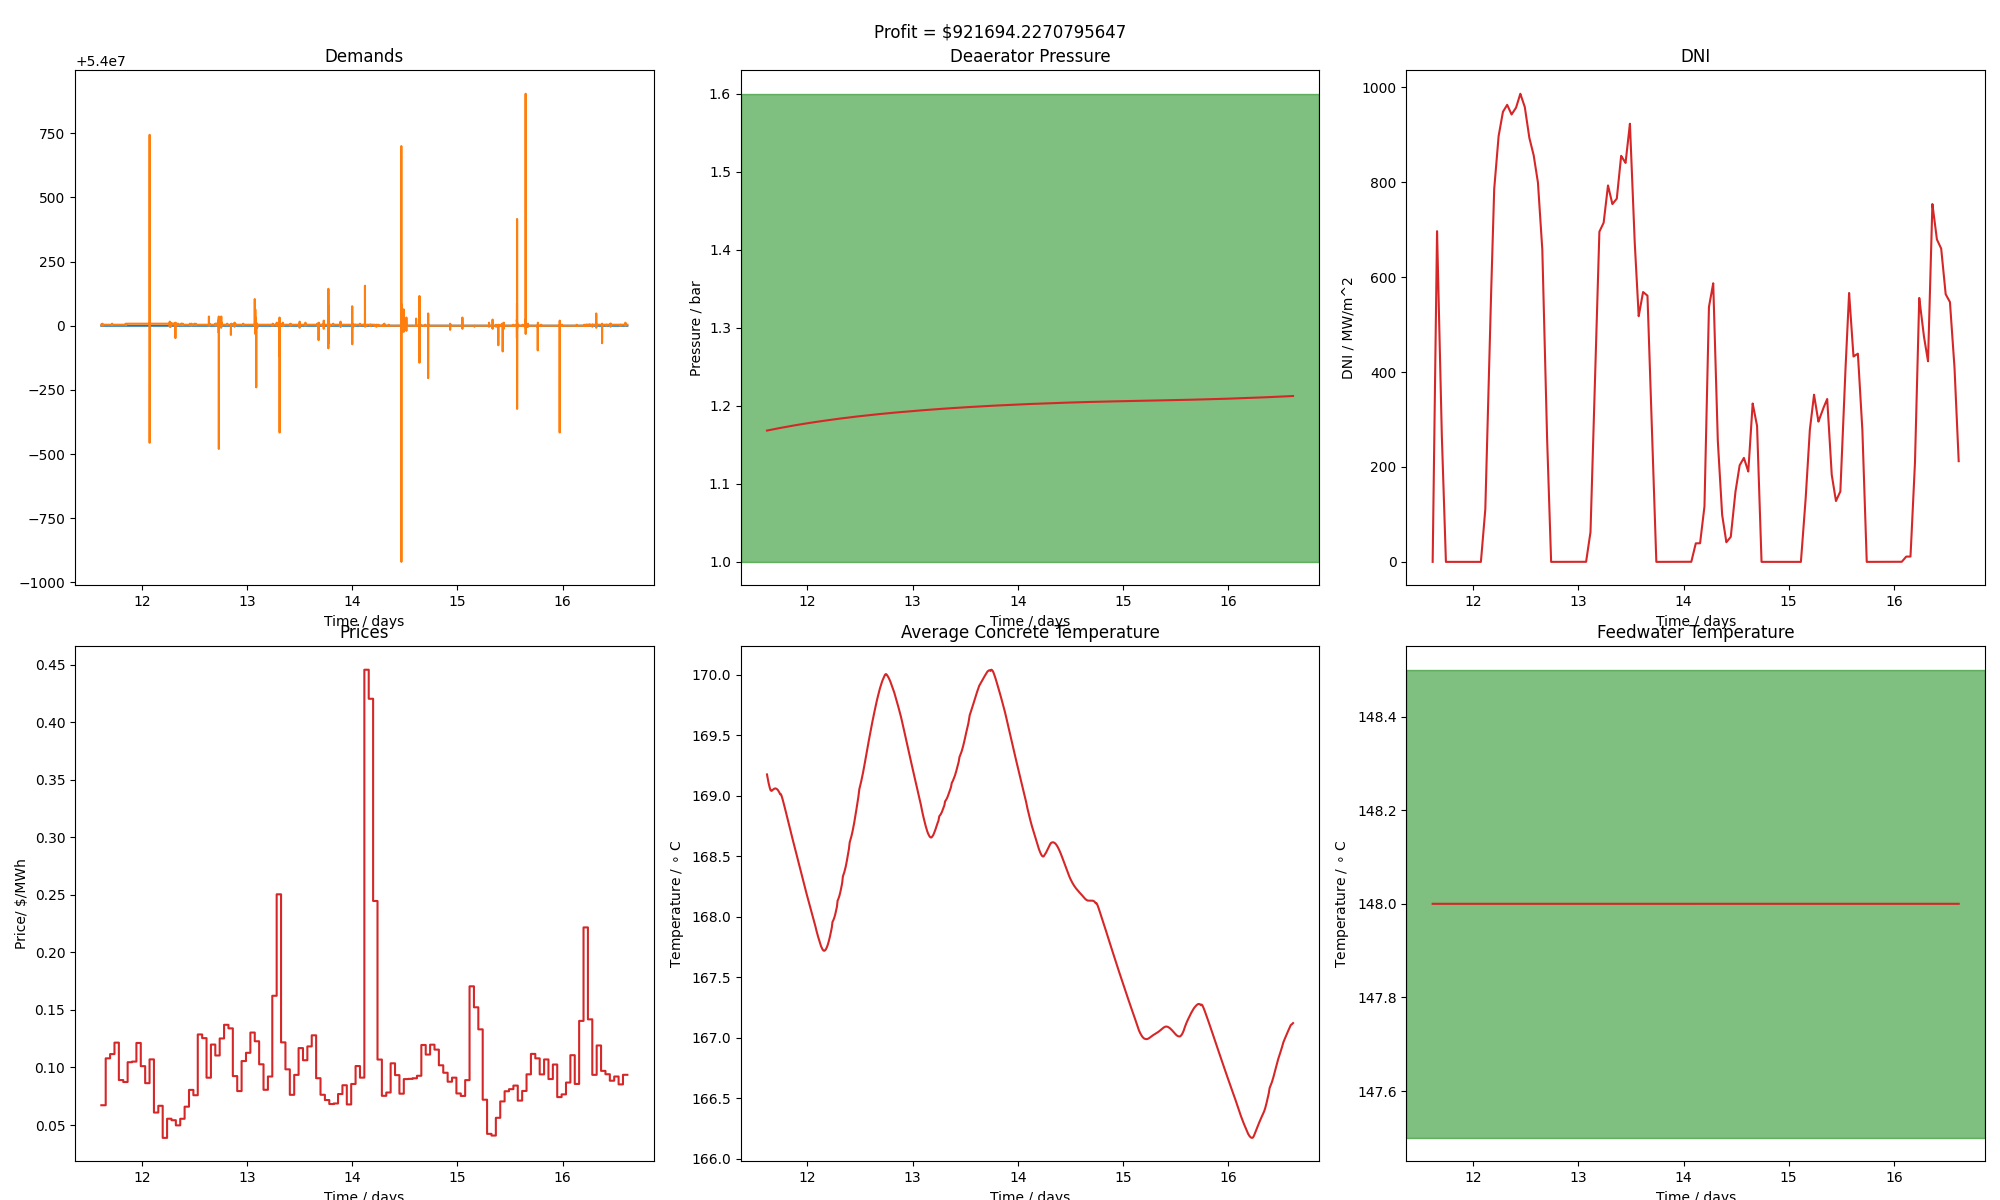 Profit = $921694.2270795647
Demands
+5.4e7
750
500
250
0
−250
−500
−750
−1000
12 13 14 15 16
Time / days
Deaerator Pressure
Pressure / bar
1.6
1.5
1.4
1.3
1.2
1.1
1.0
12 13 14 15 16
Time / days
DNI
DNI / MW/m^2
1000
800
600
400
200
0
12 13 14 15 16
Time / days
Prices
Price/ $/MWh
0.45
0.40
0.35
0.30
0.25
0.20
0.15
0.10
0.05
12 13 14 15 16
Time / days
Average Concrete Temperature
Temperature / ∘ C
170.0
169.5
169.0
168.5
168.0
167.5
167.0
166.5
166.0
12 13 14 15 16
Time / days
Feedwater Temperature
Temperature / ∘ C
148.4
148.2
148.0
147.8
147.6
12 13 14 15 16
Time / days